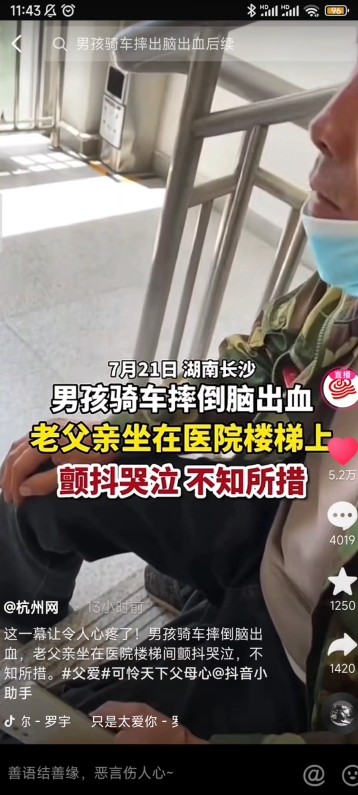 11:43
HD
HD
96
男孩骑车摔出脑出血后续
7月21日 湖南长沙
男孩骑车摔倒脑出血
老父亲坐在医院楼梯上
颤抖哭泣 不知所措
直播
5.2万
4019
1250
1420
@杭州网 · 13小时前
这一幕让令人心疼了！男孩骑车摔倒脑出
血，老父亲坐在医院楼梯间颤抖哭泣，不
知所措。#父爱#可怜天下父母心@抖音小
助手
尔 - 罗宇 只是太爱你 - 罗
善语结善缘，恶言伤人心~
@